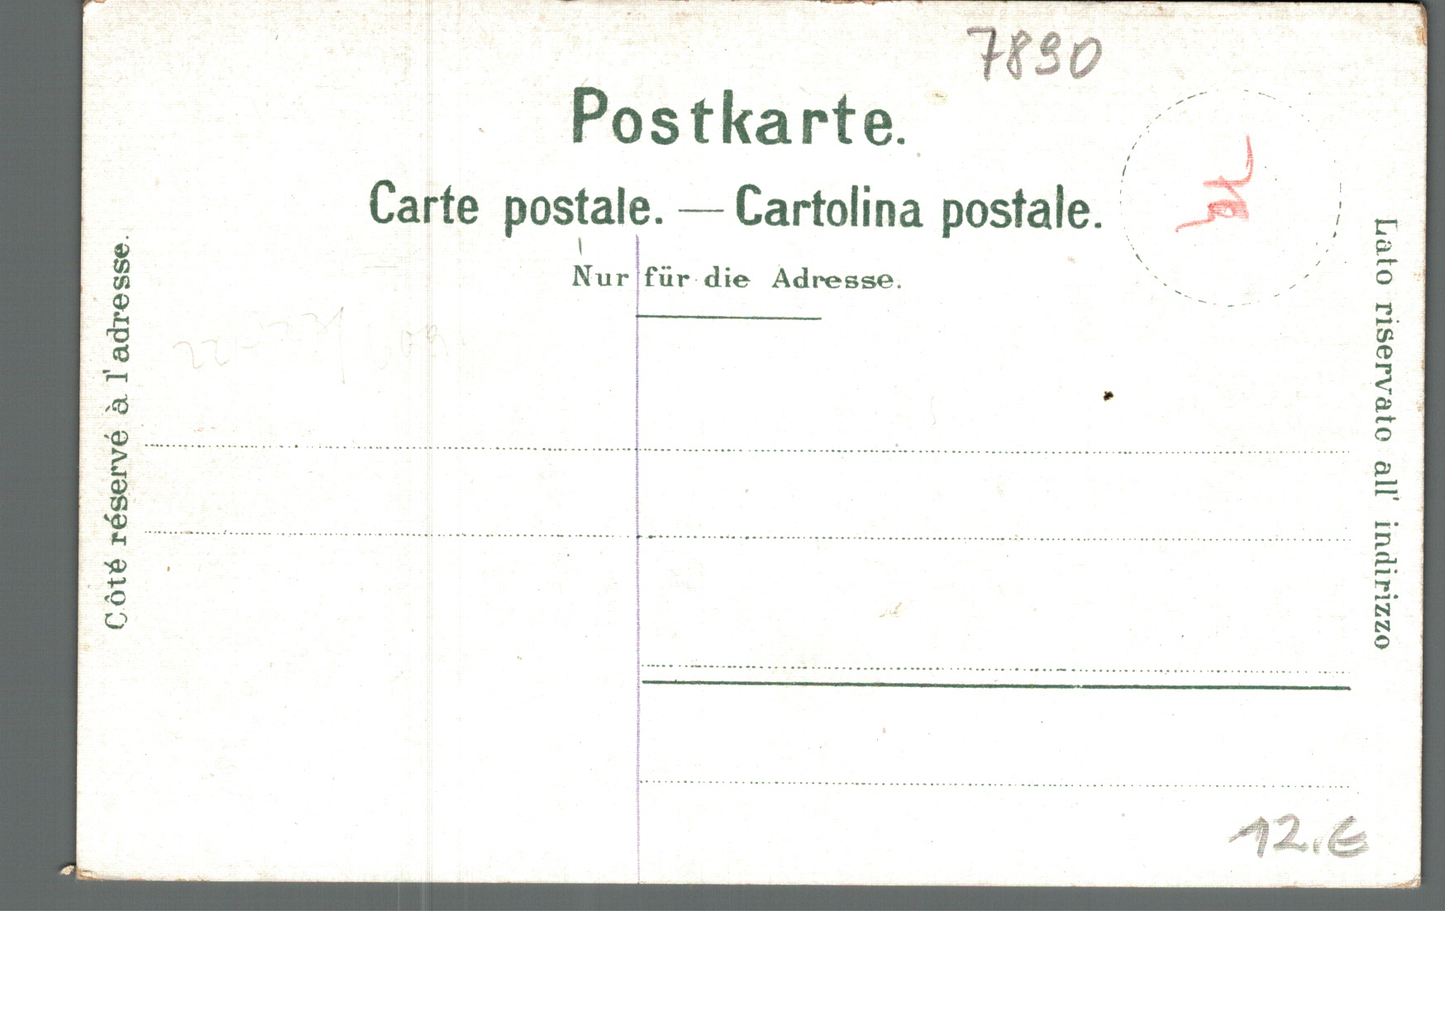 7890
Postkarte.
Carte postale. — Cartolina postale.
Nur für die Adresse.
Côté réservé à l'adresse.
Lato riservato all' indirizzo
12.€